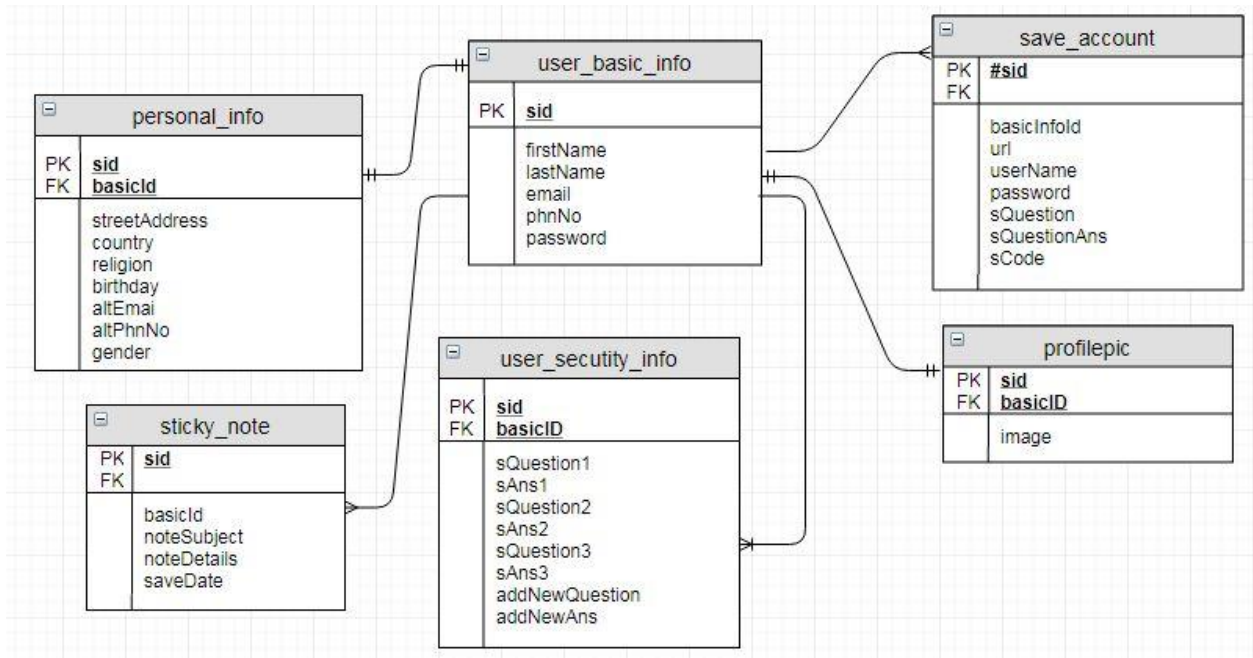 personal_info
PK sid
FK basicId
streetAddress
country
religion
birthday
altEmai
altPhnNo
gender
user_basic_info
PK sid
firstName
lastName
email
phnNo
password
save_account
PK #sid
FK
basicInfoId
url
userName
password
sQuestion
sQuestionAns
sCode
sticky_note
PK sid
FK
basicId
noteSubject
noteDetails
saveDate
user_secutity_info
PK sid
FK basicID
sQuestion1
sAns1
sQuestion2
sAns2
sQuestion3
sAns3
addNewQuestion
addNewAns
profilepic
PK sid
FK basicID
image